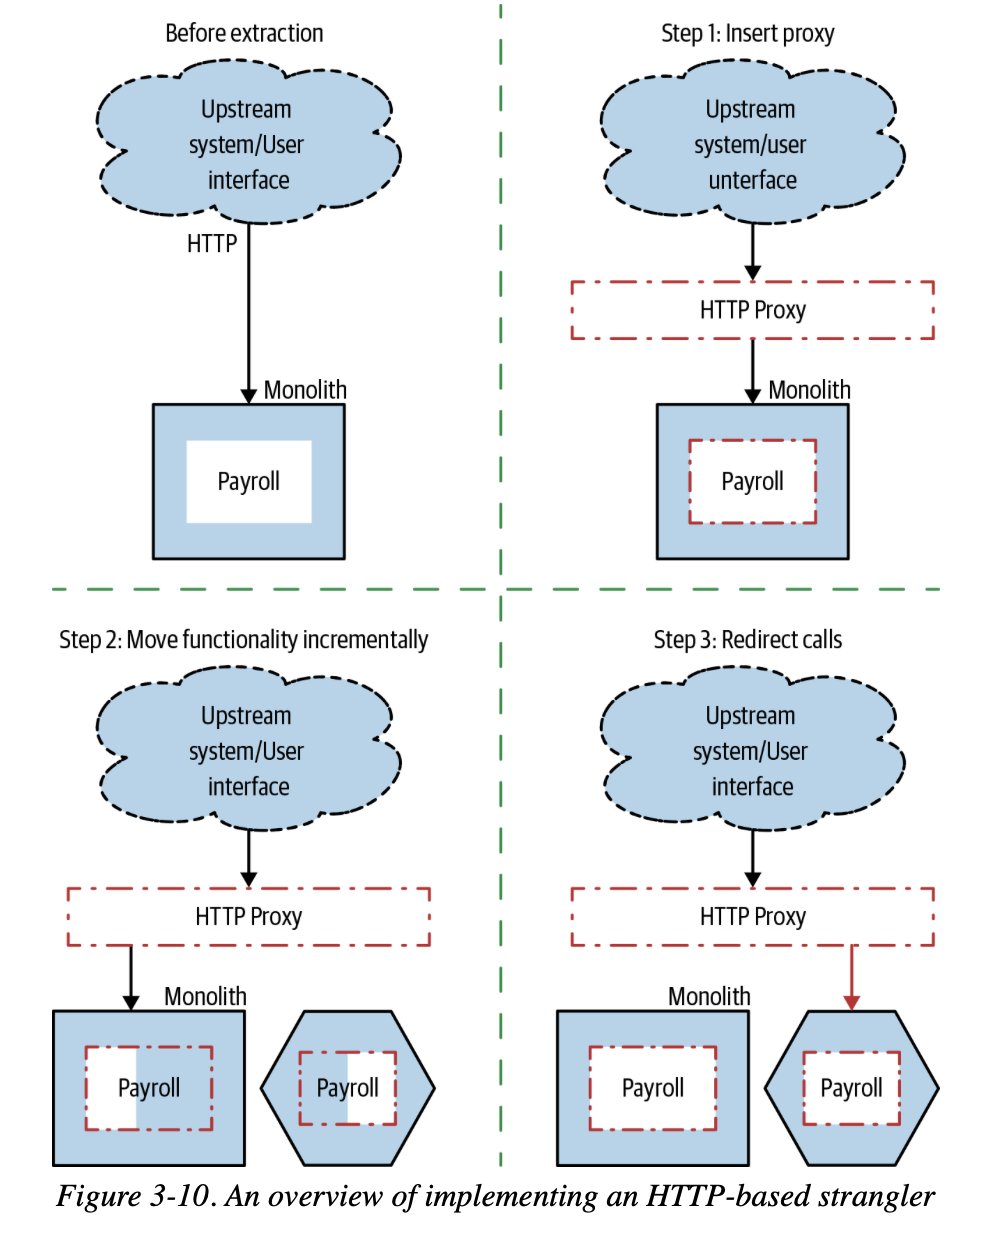 Before extraction
Upstream
system/User
interface
HTTP
Monolith
Payroll
Step 1: Insert proxy
Upstream
system/user
unterface
HTTP Proxy
Monolith
Payroll
Step 2: Move functionality incrementally
Upstream
system/User
interface
HTTP Proxy
Monolith
Payroll
Payroll
Step 3: Redirect calls
Upstream
system/User
interface
HTTP Proxy
Monolith
Payroll
Payroll
Figure 3-10. An overview of implementing an HTTP-based strangler